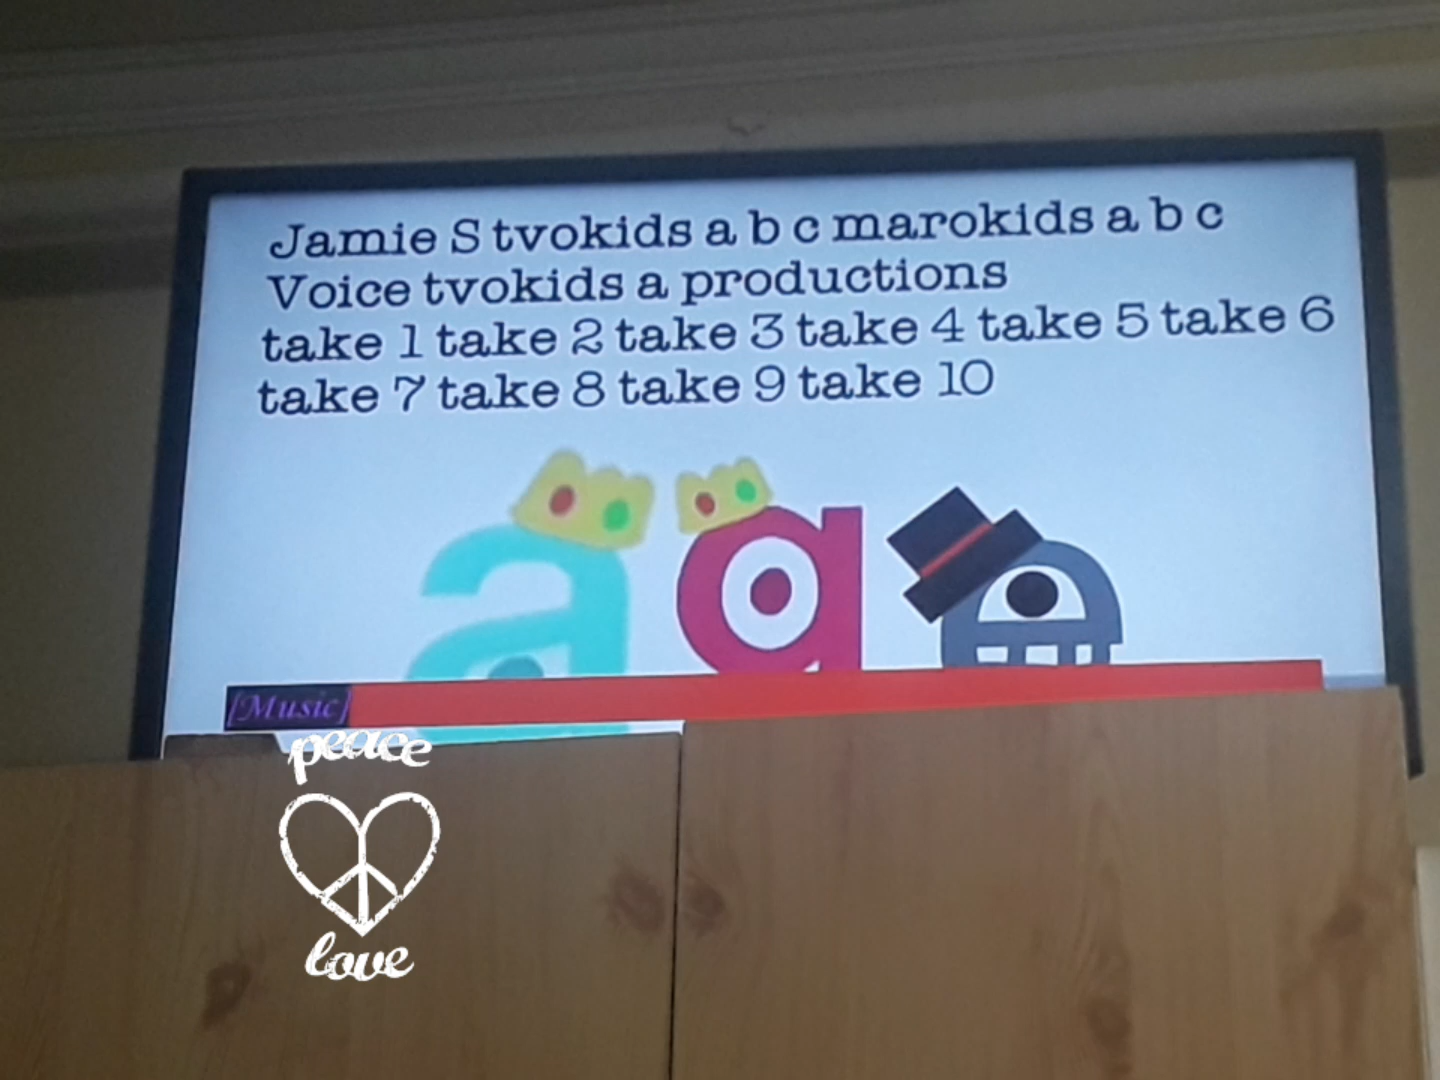 Jamie S tvokids a b c marokids a b c
Voice tvokids a productions
take 1 take 2 take 3 take 4 take 5 take 6
take 7 take 8 take 9 take 10
a a e
[Music]
peace
love